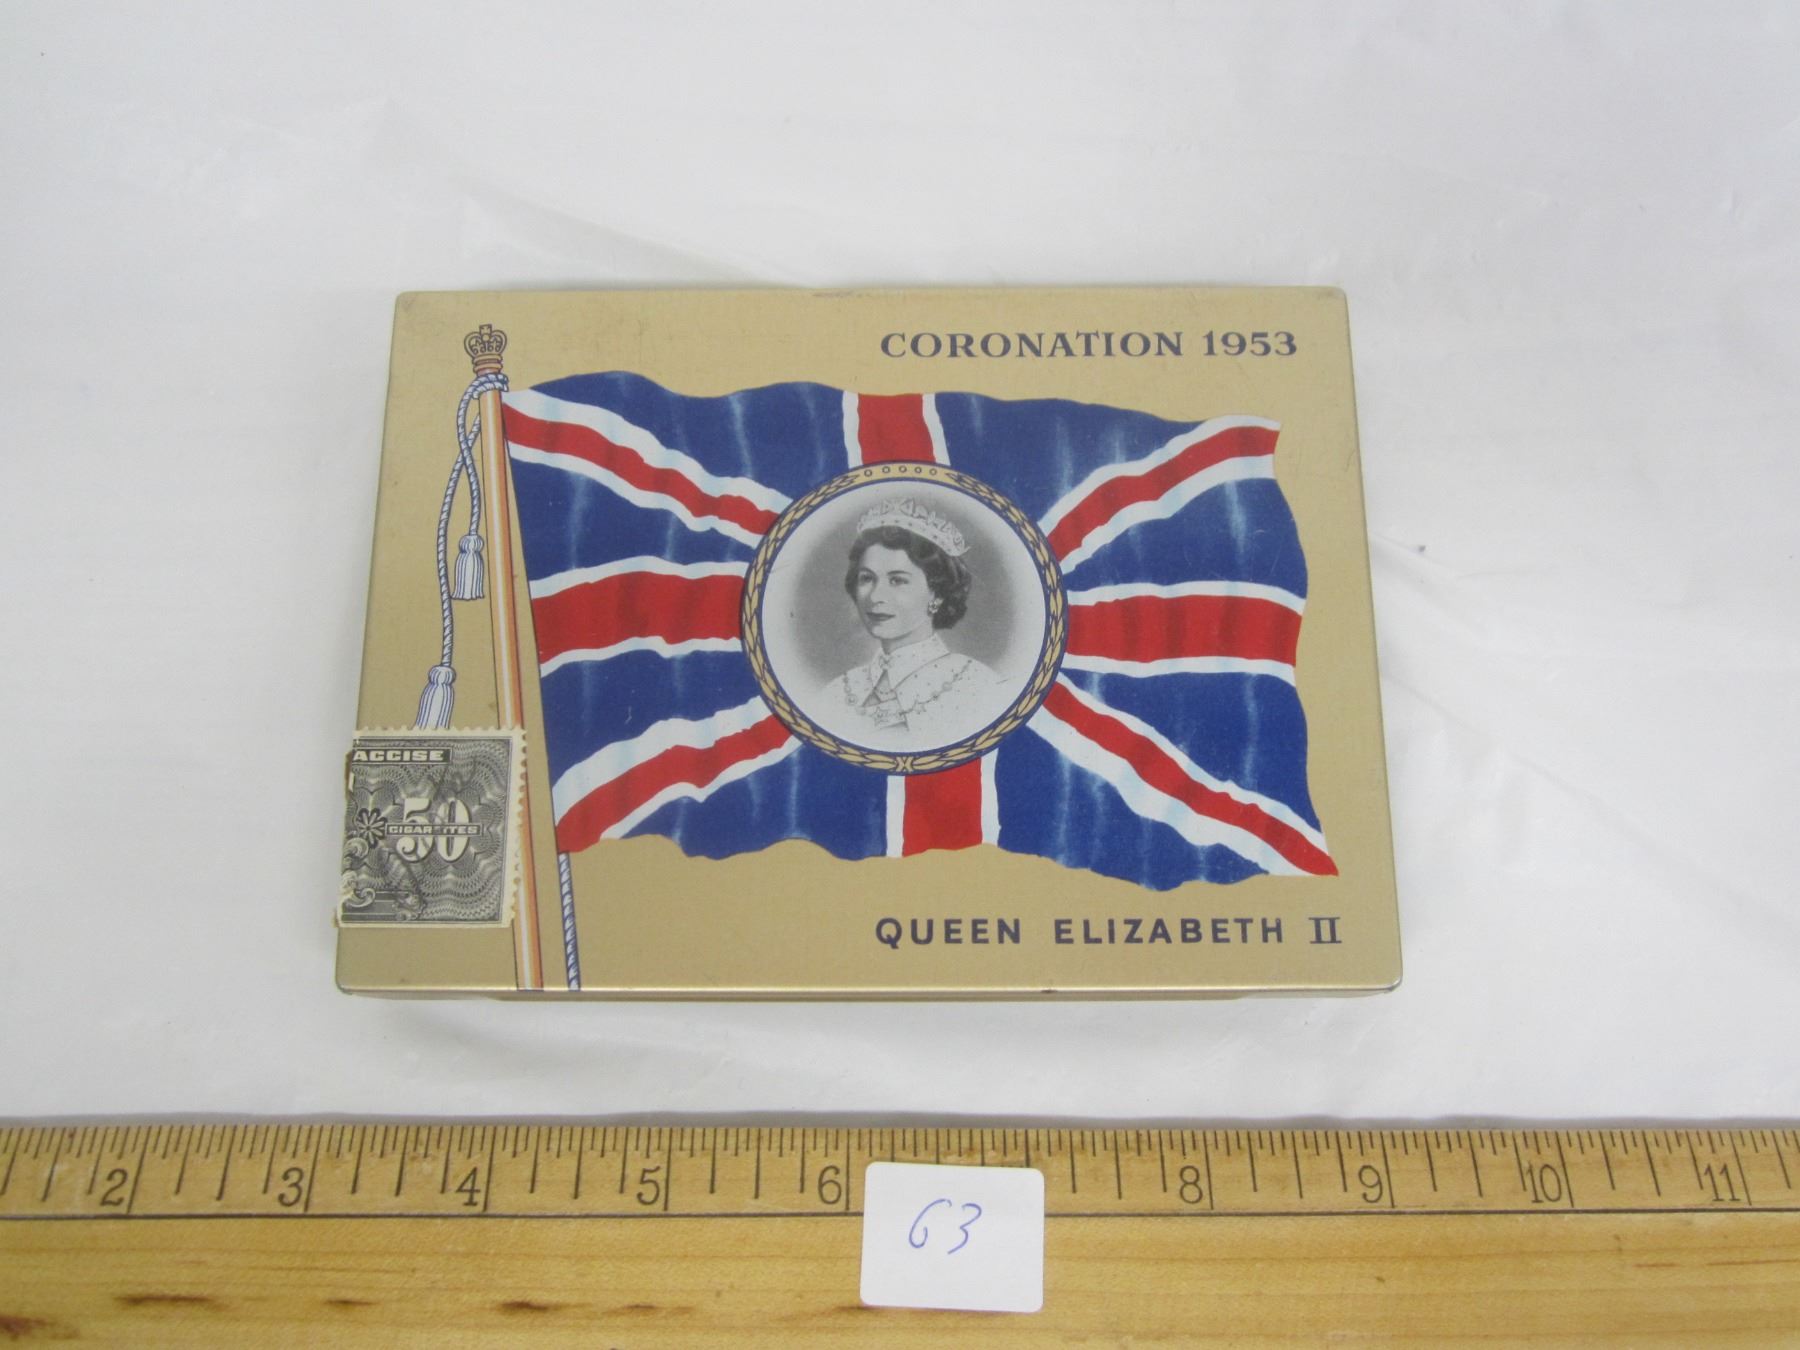 CORONATION 1953
ACCISE
50
CIGARETTES
QUEEN ELIZABETH II
2 3 4 5 6 8 9 10 11
63